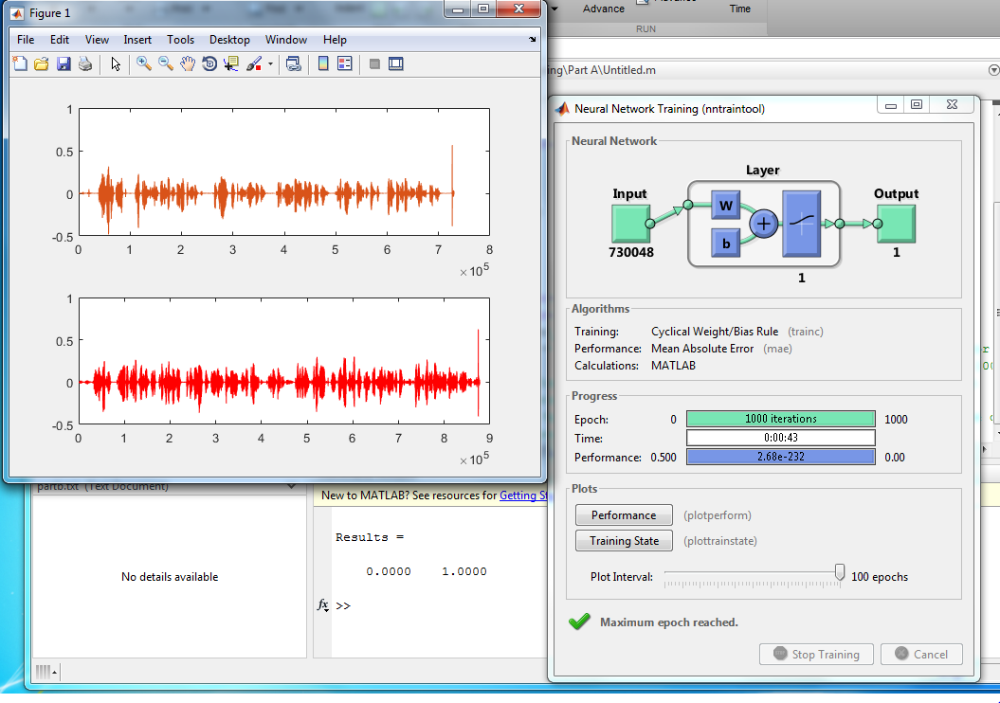 Figure 1
File Edit View Insert Tools Desktop Window Help
1
0.5
0
-0.5
0 1 2 3 4 5 6 7 8
× 10^5
1
0.5
0
-0.5
0 1 2 3 4 5 6 7 8 9
× 10^5
Advance
Time
RUN
ng\Part A\Untitled.m
Neural Network Training (nntraintool)
Neural Network
Layer
Input
Output
W
b
730048
1
1
Algorithms
Training: Cyclical Weight/Bias Rule (trainc)
Performance: Mean Absolute Error (mae)
Calculations: MATLAB
Progress
Epoch: 0 1000 iterations 1000
Time: 0:00:43
Performance: 0.500 2.68e-232 0.00
Plots
Performance (plotperform)
Training State (plottrainstate)
Plot Interval: 100 epochs
Maximum epoch reached.
Stop Training Cancel
partb.txt (Text Document)
No details available
New to MATLAB? See resources for Getting St
Results =
0.0000 1.0000
fx >>